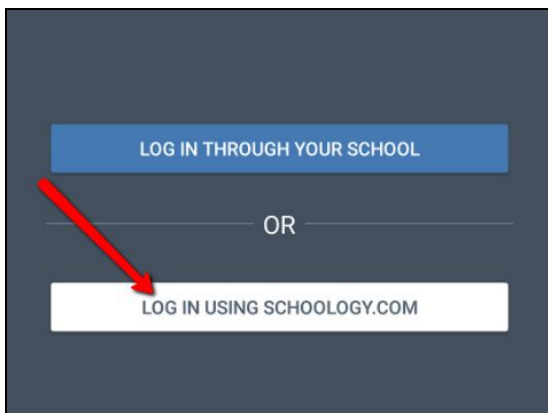 LOG IN THROUGH YOUR SCHOOL
OR
LOG IN USING SCHOOLOGY.COM